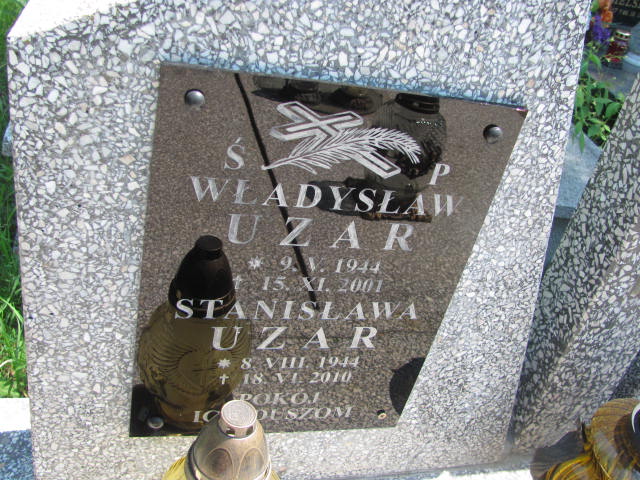 Ś P
WŁADYSŁAW
UZAR
* 9. V. 1944
† 15. XI. 2001
STANISŁAWA
UZAR
* 8. VIII. 1944
† 18. VI. 2010
POKÓJ
ICH DUSZOM